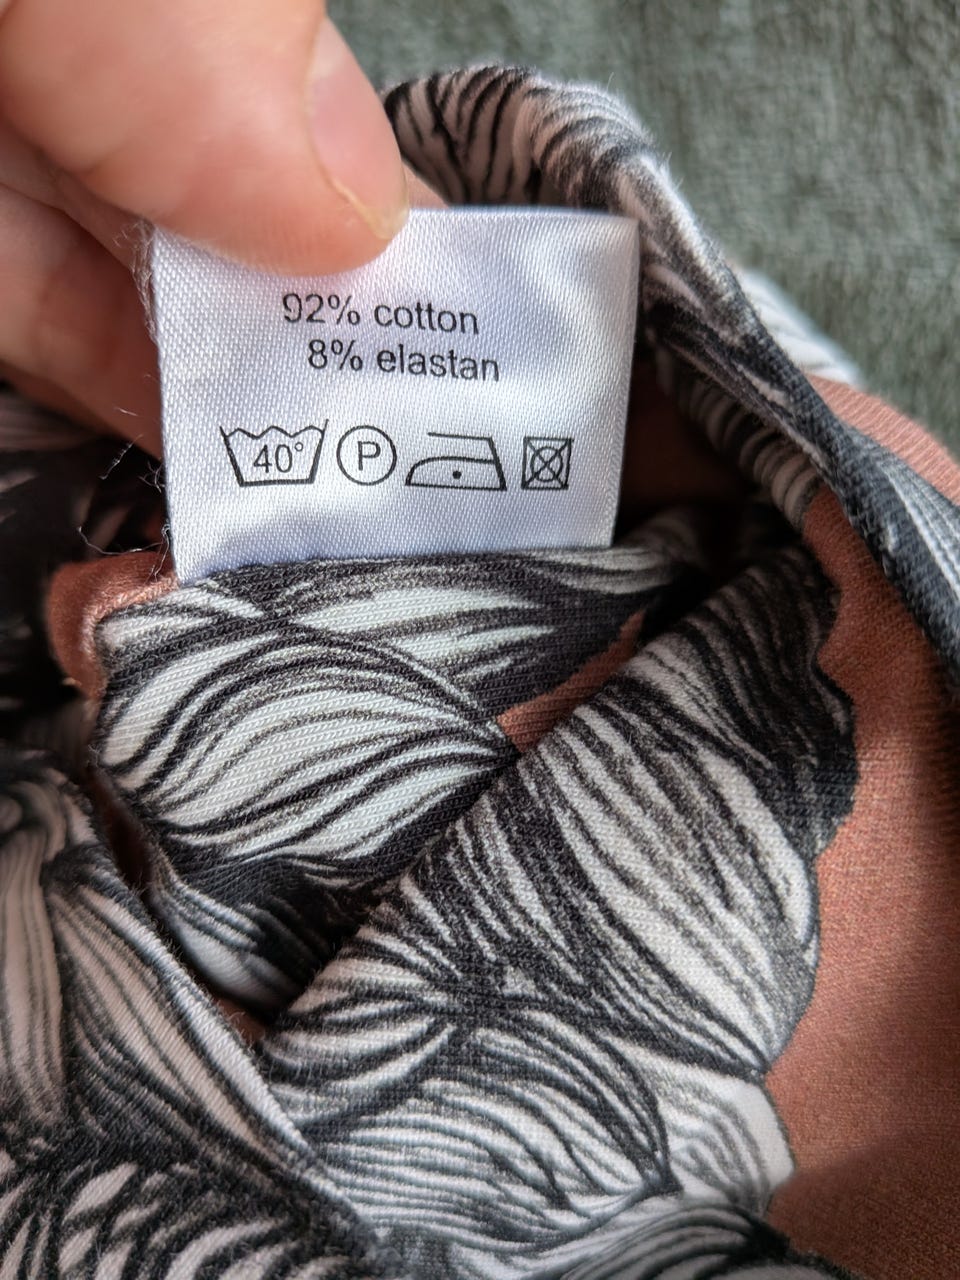 92% cotton
8% elastan
40° P